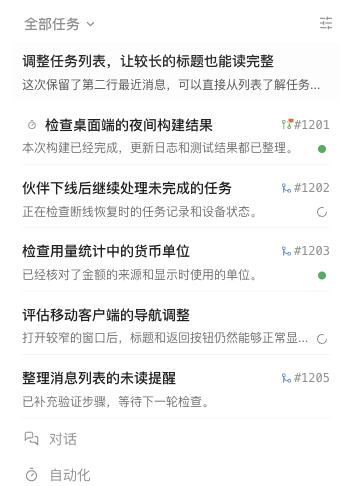 全部任务
调整任务列表，让较长的标题也能读完整
这次保留了第二行最近消息，可以直接从列表了解任务...
检查桌面端的夜间构建结果 #1201
本次构建已经完成，更新日志和测试结果都已整理。
伙伴下线后继续处理未完成的任务 #1202
正在检查断线恢复时的任务记录和设备状态。
检查用量统计中的货币单位 #1203
已经核对了金额的来源和显示时使用的单位。
评估移动客户端的导航调整
打开较窄的窗口后，标题和返回按钮仍然能够正常显...
整理消息列表的未读提醒 #1205
已补充验证步骤，等待下一轮检查。
对话
自动化